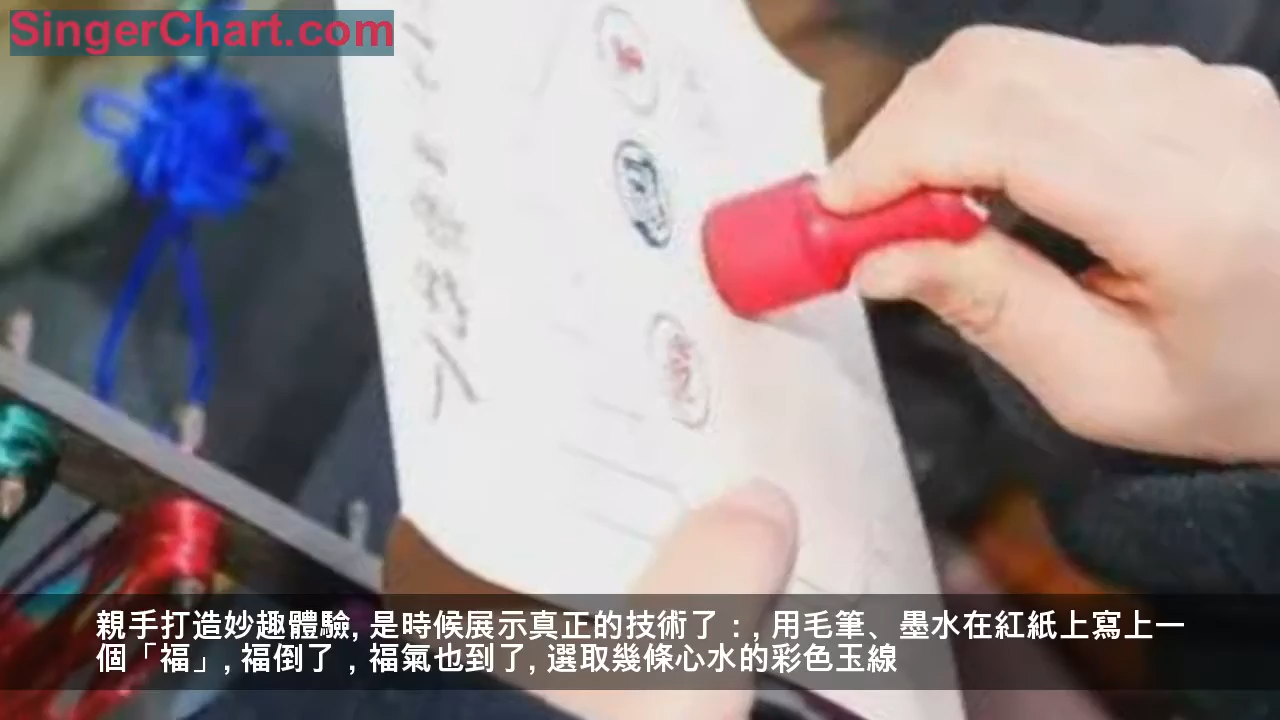 SingerChart.com
親手打造妙趣體驗, 是時候展示真正的技術了：, 用毛筆、墨水在紅紙上寫上一
個「福」, 福倒了，福氣也到了, 選取幾條心水的彩色玉線